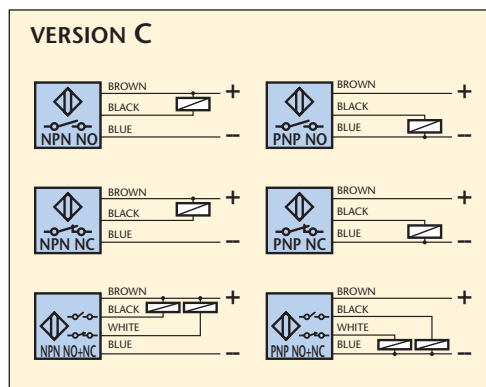 VERSION C
BROWN
BLACK
BLUE
NPN NO
+
--
BROWN
BLACK
BLUE
PNP NO
+
--
BROWN
BLACK
BLUE
NPN NC
+
--
BROWN
BLACK
BLUE
PNP NC
+
--
BROWN
BLACK
WHITE
BLUE
NPN NO+NC
+
--
BROWN
BLACK
WHITE
BLUE
PNP NO+NC
+
--